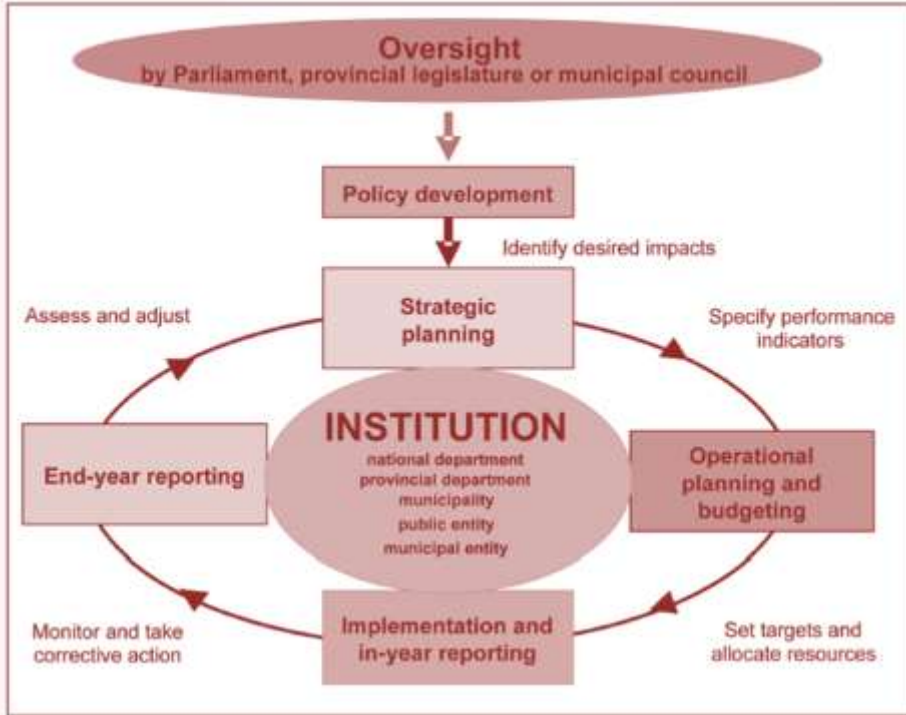 Oversight
by Parliament, provincial legislature or municipal council
Policy development
Identify desired impacts
Strategic
planning
Assess and adjust
Specify performance
indicators
INSTITUTION
national department
provincial department
municipality
public entity
municipal entity
End-year reporting
Operational
planning and
budgeting
Monitor and take
corrective action
Implementation and
in-year reporting
Set targets and
allocate resources